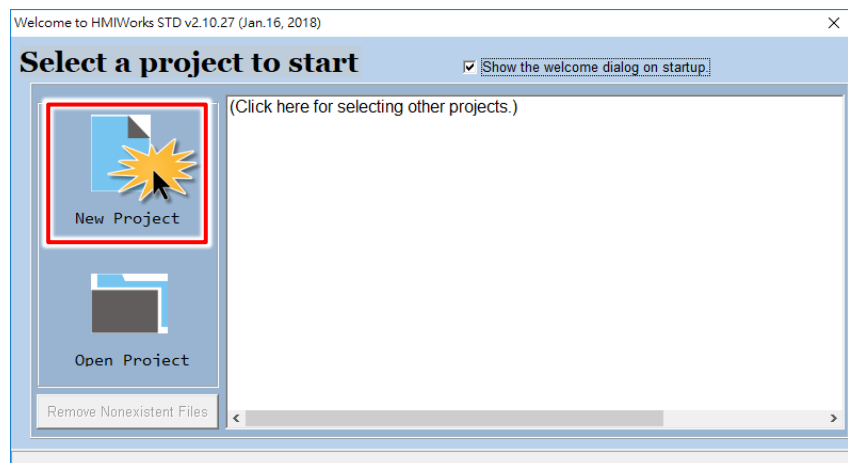 Welcome to HMIWorks STD v2.10.27 (Jan.16, 2018)
Select a project to start
Show the welcome dialog on startup.
(Click here for selecting other projects.)
New Project
Open Project
Remove Nonexistent Files